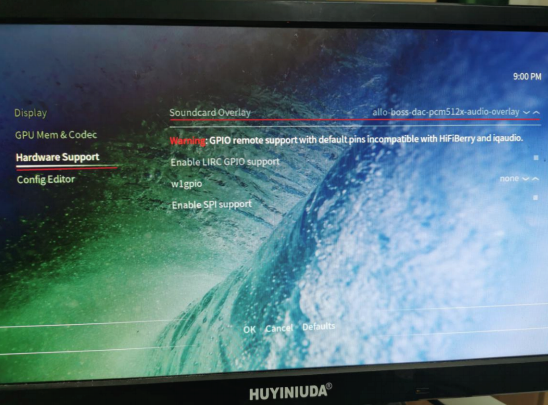 9:00 PM
Display
Soundcard Overlay allo-boss-dac-pcm512x-audio-overlay
GPU Mem & Codec
Warning: GPIO remote support with default pins incompatible with HiFiBerry and iqaudio.
Hardware Support
Enable LIRC GPIO support
Config Editor
w1gpio none
Enable SPI support
OK Cancel Defaults
HUYINIUDA®